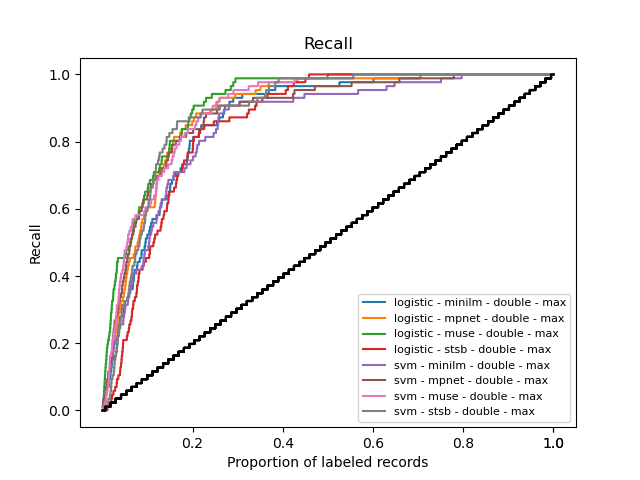 Recall
1.0
0.8
0.6
0.4
0.2
0.0
Recall
logistic - minilm - double - max
logistic - mpnet - double - max
logistic - muse - double - max
logistic - stsb - double - max
svm - minilm - double - max
svm - mpnet - double - max
svm - muse - double - max
svm - stsb - double - max
0.2 0.4 0.6 0.8 1.0
Proportion of labeled records